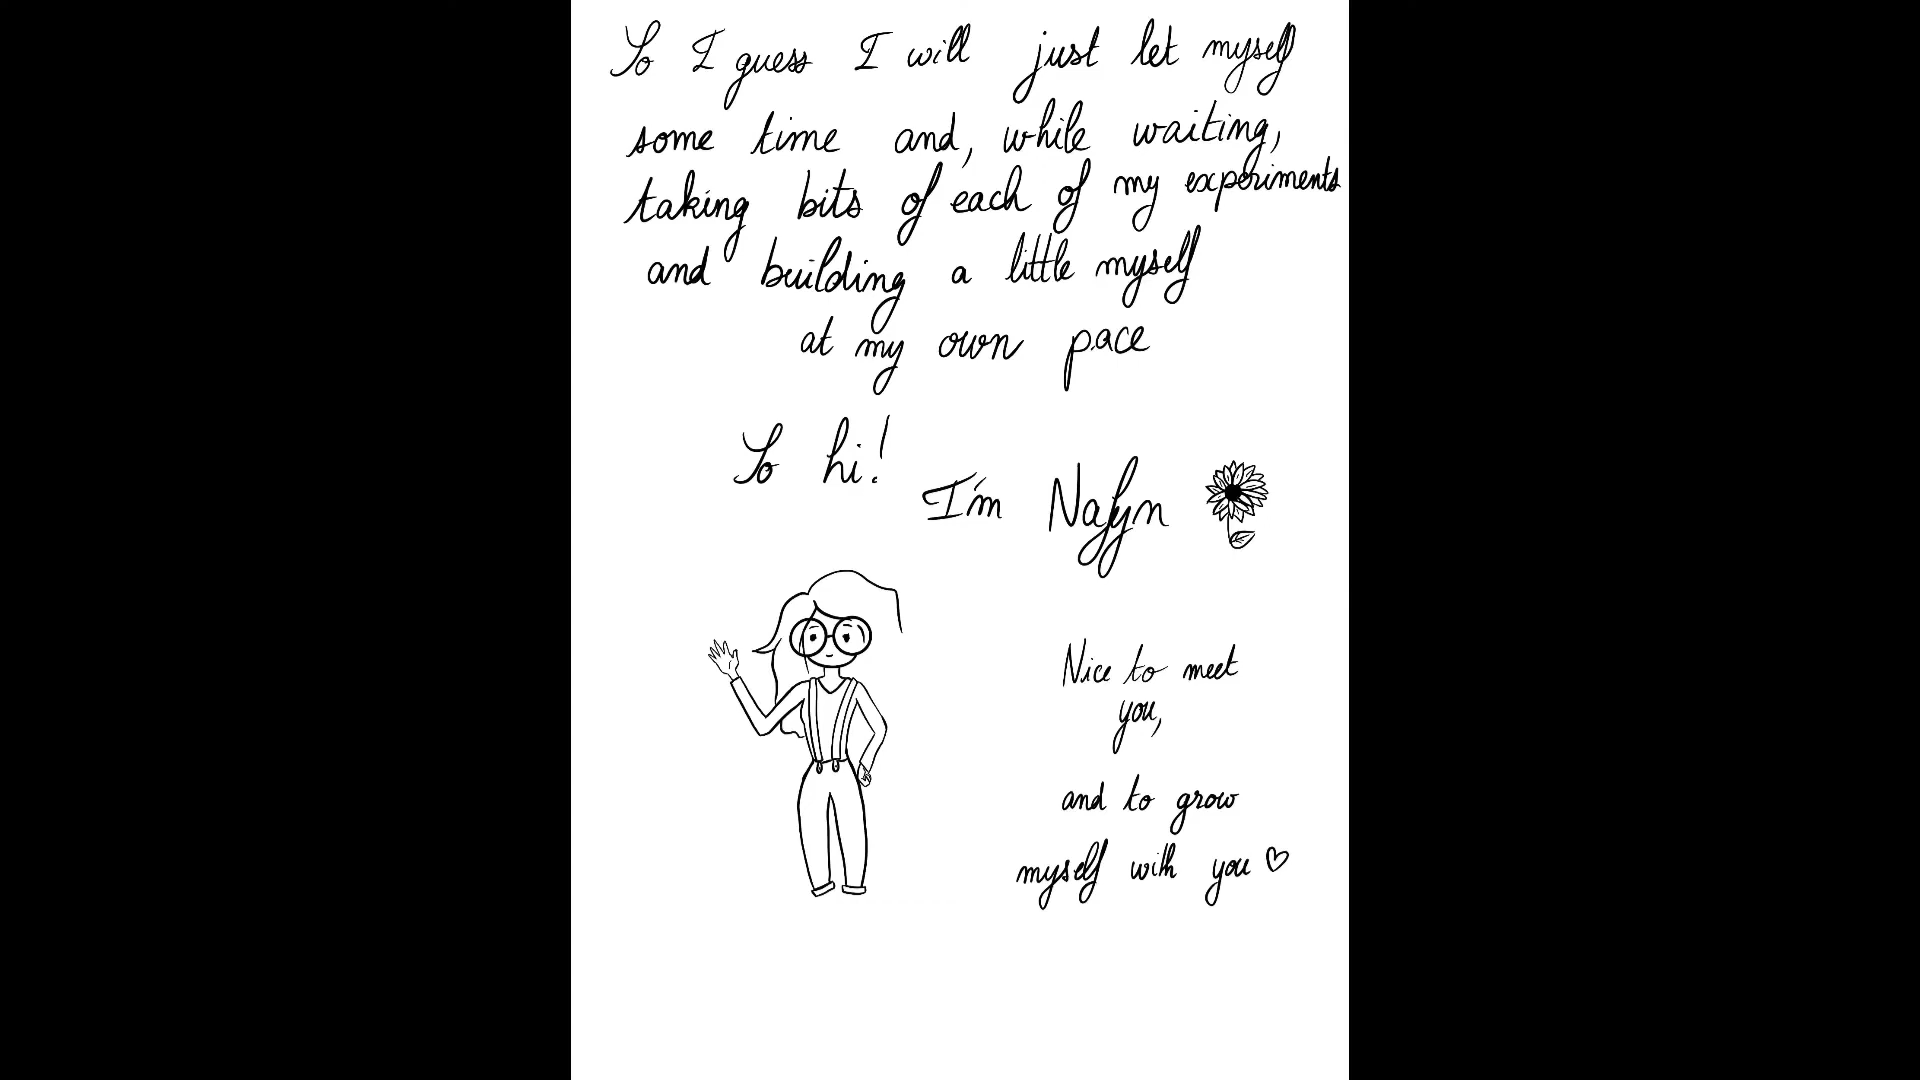 So I guess I will just let myself
some time and, while waiting,
taking bits of each of my experiments
and building a little myself
at my own pace
So hi!
I'm Nafyn
Nice to meet
you,
and to grow
myself with you ♡